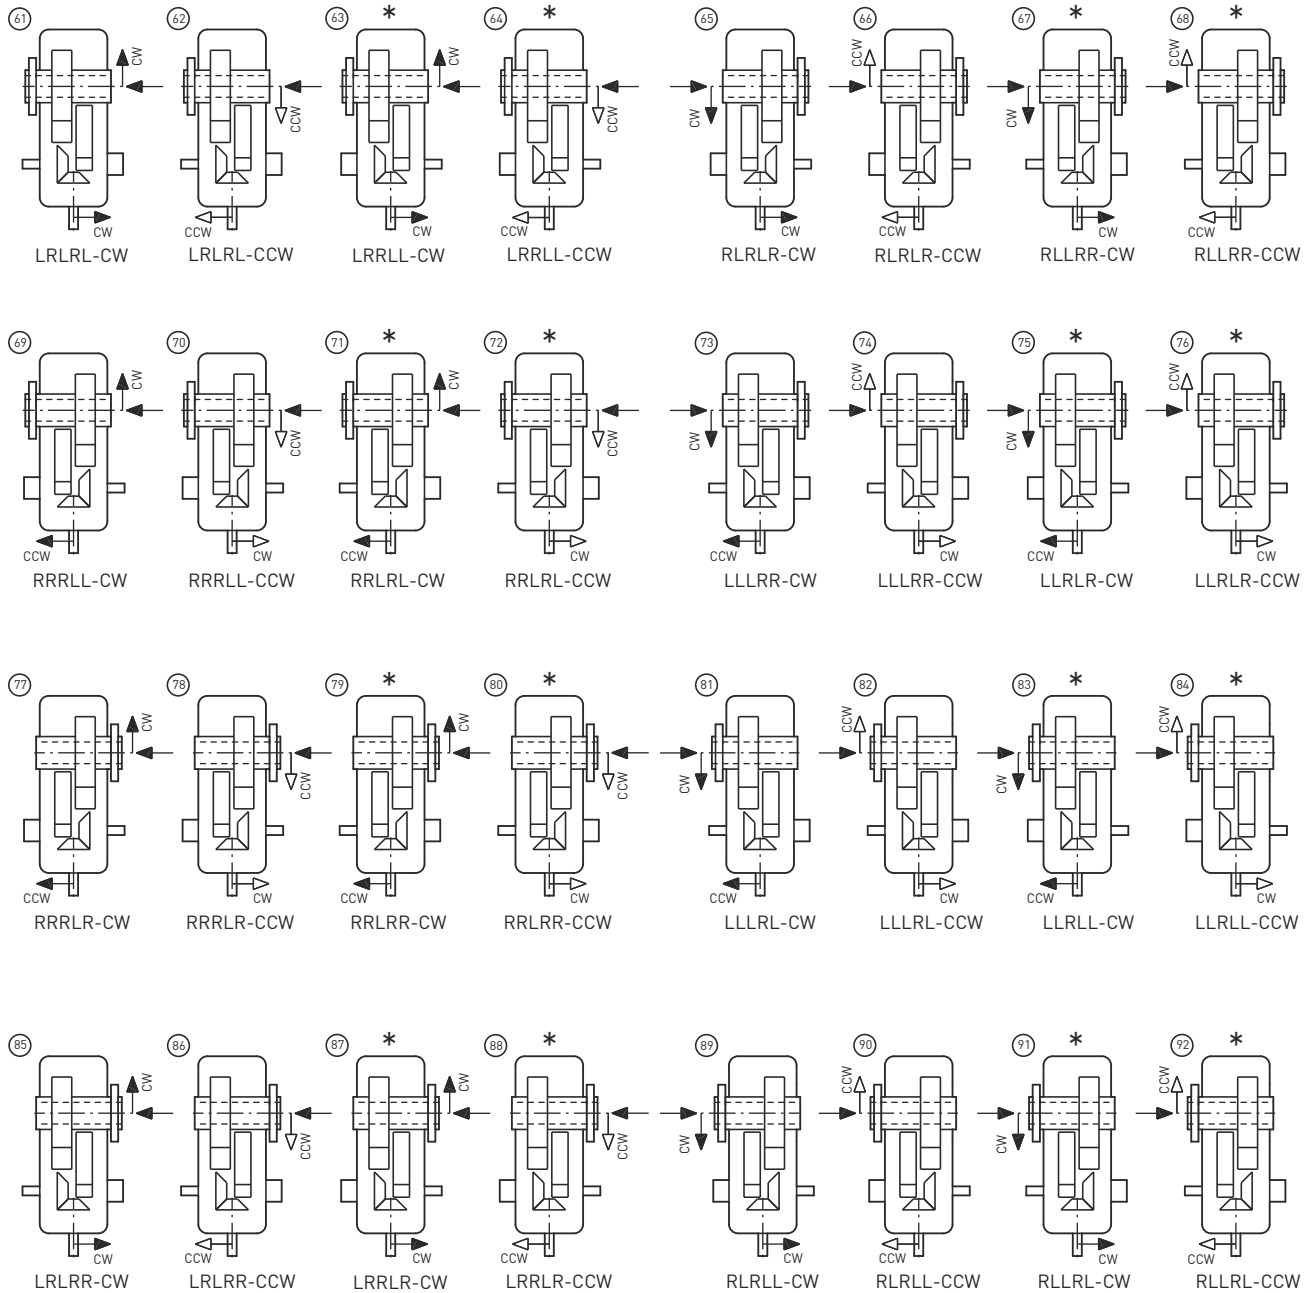 61 62 63 * 64 * 65 66 67 * 68 *
CW CCW CW CCW CW CCW CW CCW
CW CCW CW CCW CW CCW CW CCW
LRLRL-CW LRLRL-CCW LRRLL-CW LRRLL-CCW RLRLR-CW RLRLR-CCW RLLRR-CW RLLRR-CCW
69 70 71 * 72 * 73 74 75 * 76 *
CW CCW CW CCW CW CCW CW CCW
CCW CW CCW CW CCW CW CCW CW
RRRLL-CW RRRLL-CCW RRLRL-CW RRLRL-CCW LLLRR-CW LLLRR-CCW LLRLR-CW LLRLR-CCW
77 78 79 * 80 * 81 82 83 * 84 *
CW CCW CW CCW CW CCW CW CCW
CCW CW CCW CW CCW CW CCW CW
RRRLR-CW RRRLR-CCW RRLRR-CW RRLRR-CCW LLLRL-CW LLLRL-CCW LLRLL-CW LLRLL-CCW
85 86 87 * 88 * 89 90 91 * 92 *
CW CCW CW CCW CW CCW CW CCW
CW CCW CW CCW CW CCW CW CCW
LRLRR-CW LRLRR-CCW LRRLR-CW LRRLR-CCW RLRLL-CW RLRLL-CCW RLLRL-CW RLLRL-CCW